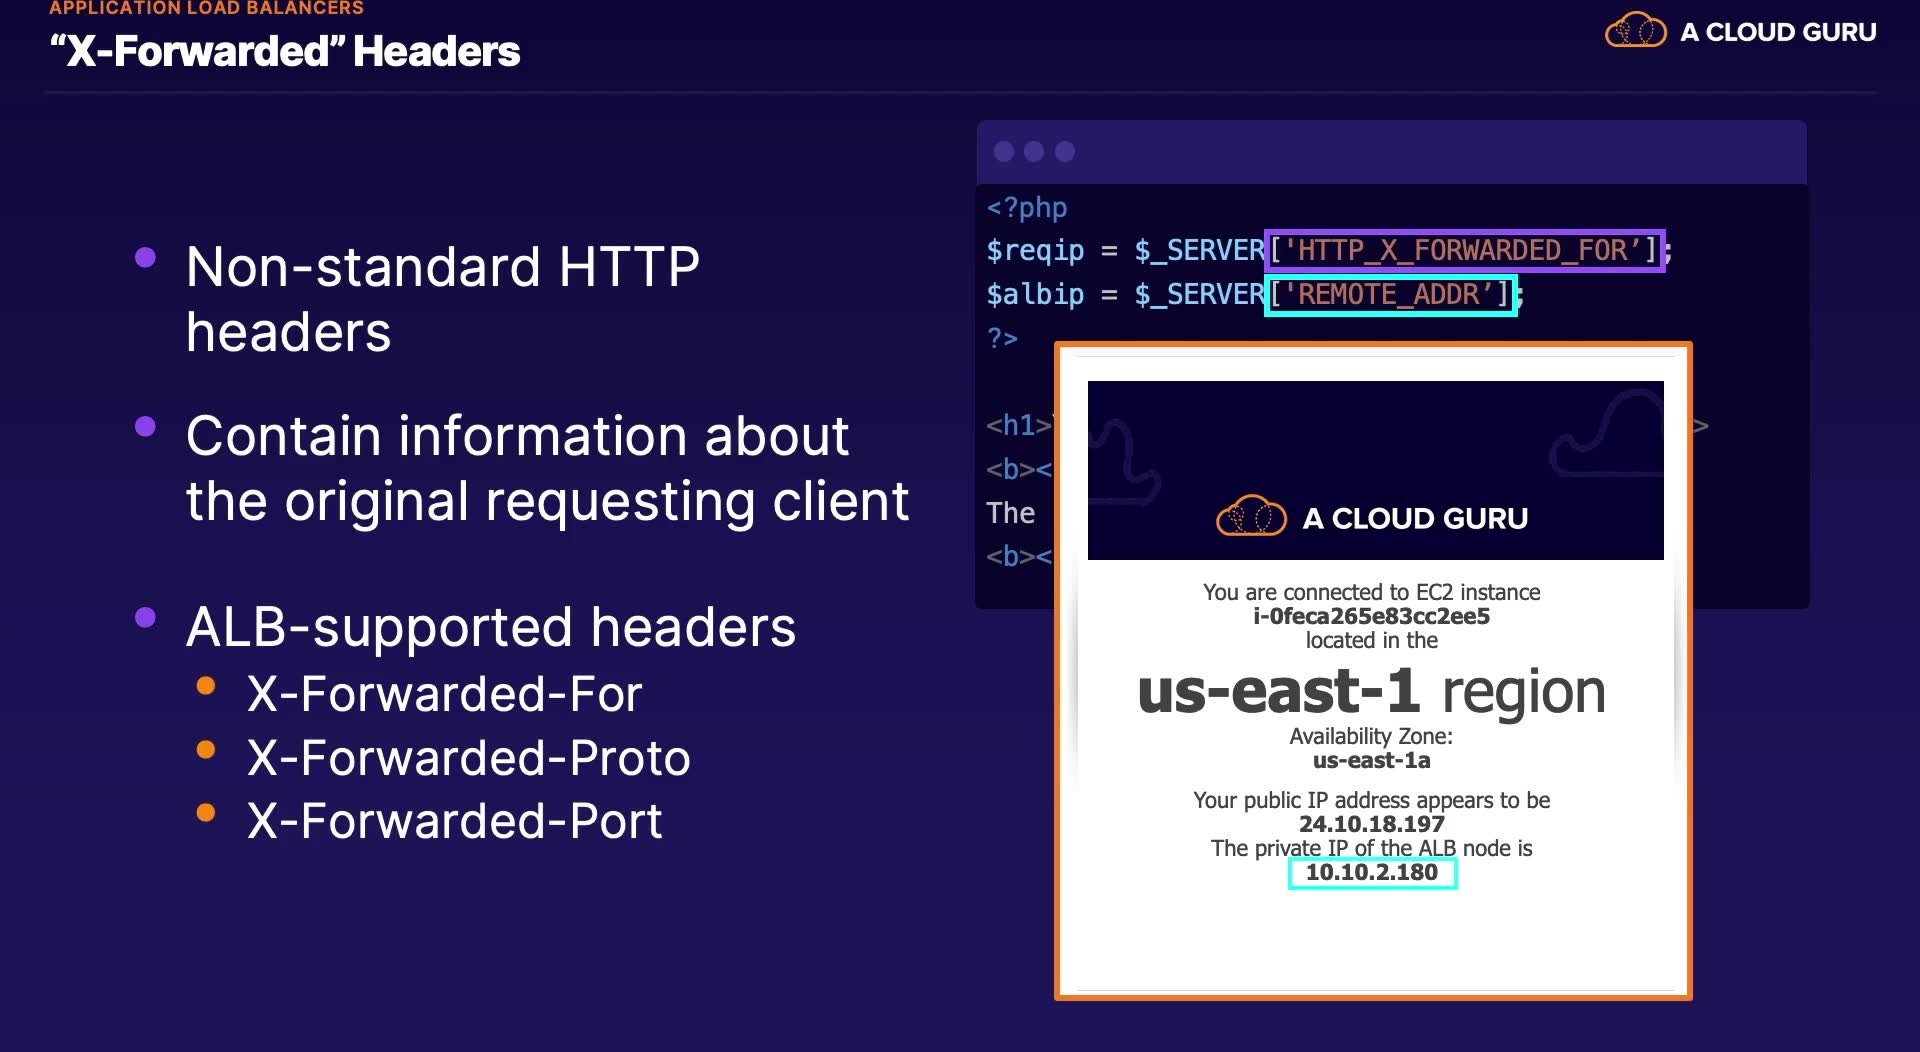 APPLICATION LOAD BALANCERS
“X-Forwarded” Headers
A CLOUD GURU
Non-standard HTTP
headers
Contain information about
the original requesting client
ALB-supported headers
X-Forwarded-For
X-Forwarded-Proto
X-Forwarded-Port
<?php
$reqip = $_SERVER['HTTP_X_FORWARDED_FOR’];
$albip = $_SERVER['REMOTE_ADDR’];
?>
<h1>
>
<b><
The
<b><
A CLOUD GURU
You are connected to EC2 instance
i-0feca265e83cc2ee5
located in the
us-east-1 region
Availability Zone:
us-east-1a
Your public IP address appears to be
24.10.18.197
The private IP of the ALB node is
10.10.2.180